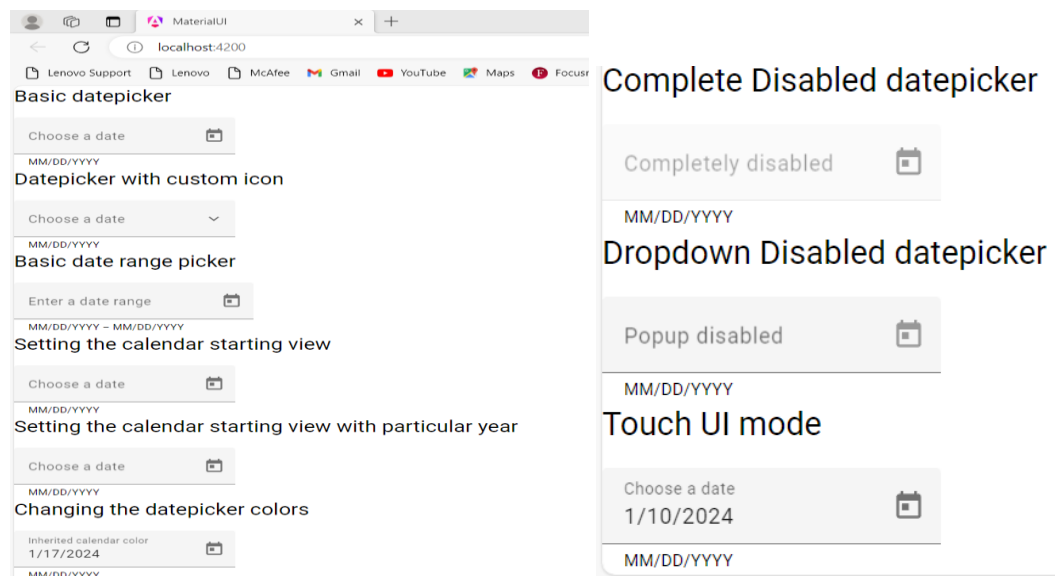 MaterialUI
localhost:4200
Lenovo Support Lenovo McAfee Gmail YouTube Maps Focusr
Basic datepicker
Choose a date
MM/DD/YYYY
Datepicker with custom icon
Choose a date
MM/DD/YYYY
Basic date range picker
Enter a date range
MM/DD/YYYY – MM/DD/YYYY
Setting the calendar starting view
Choose a date
MM/DD/YYYY
Setting the calendar starting view with particular year
Choose a date
MM/DD/YYYY
Changing the datepicker colors
Inherited calendar color
1/17/2024
MM/DD/YYYY
Complete Disabled datepicker
Completely disabled
MM/DD/YYYY
Dropdown Disabled datepicker
Popup disabled
MM/DD/YYYY
Touch UI mode
Choose a date
1/10/2024
MM/DD/YYYY